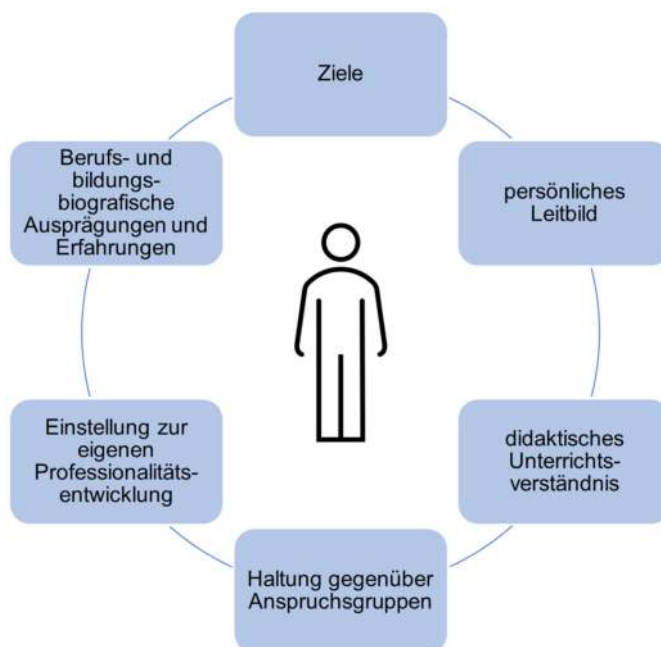 Ziele
persönliches
Leitbild
didaktisches
Unterrichts-
verständnis
Haltung gegenüber
Anspruchsgruppen
Einstellung zur
eigenen
Professionalitäts-
entwicklung
Berufs- und
bildungs-
biografische
Ausprägungen und
Erfahrungen